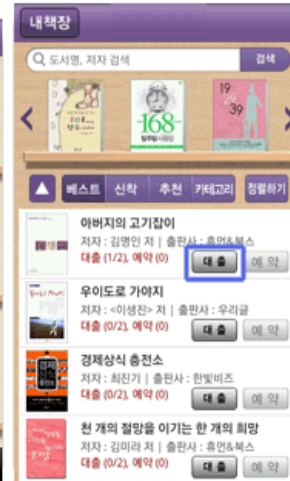 내책장
도서명, 저자 검색
검색
168
19
39
베스트
신착
추천
카테고리
정렬하기
아버지의 고기잡이
저자 : 김명인 저 | 출판사 : 휴먼&북스
대출 (1/2), 예약 (0)
대 출
예 약
우이도로 가야지
저자 : <이생진> 저 | 출판사 : 우리글
대출 (0/2), 예약 (0)
대 출
예 약
경제상식 충전소
저자 : 최진기 | 출판사 : 한빛비즈
대출 (0/2), 예약 (0)
대 출
예 약
천 개의 절망을 이기는 한 개의 희망
저자 : 김미라 저 | 출판사 : 휴먼&북스
대출 (0/2), 예약 (0)
대 출
예 약